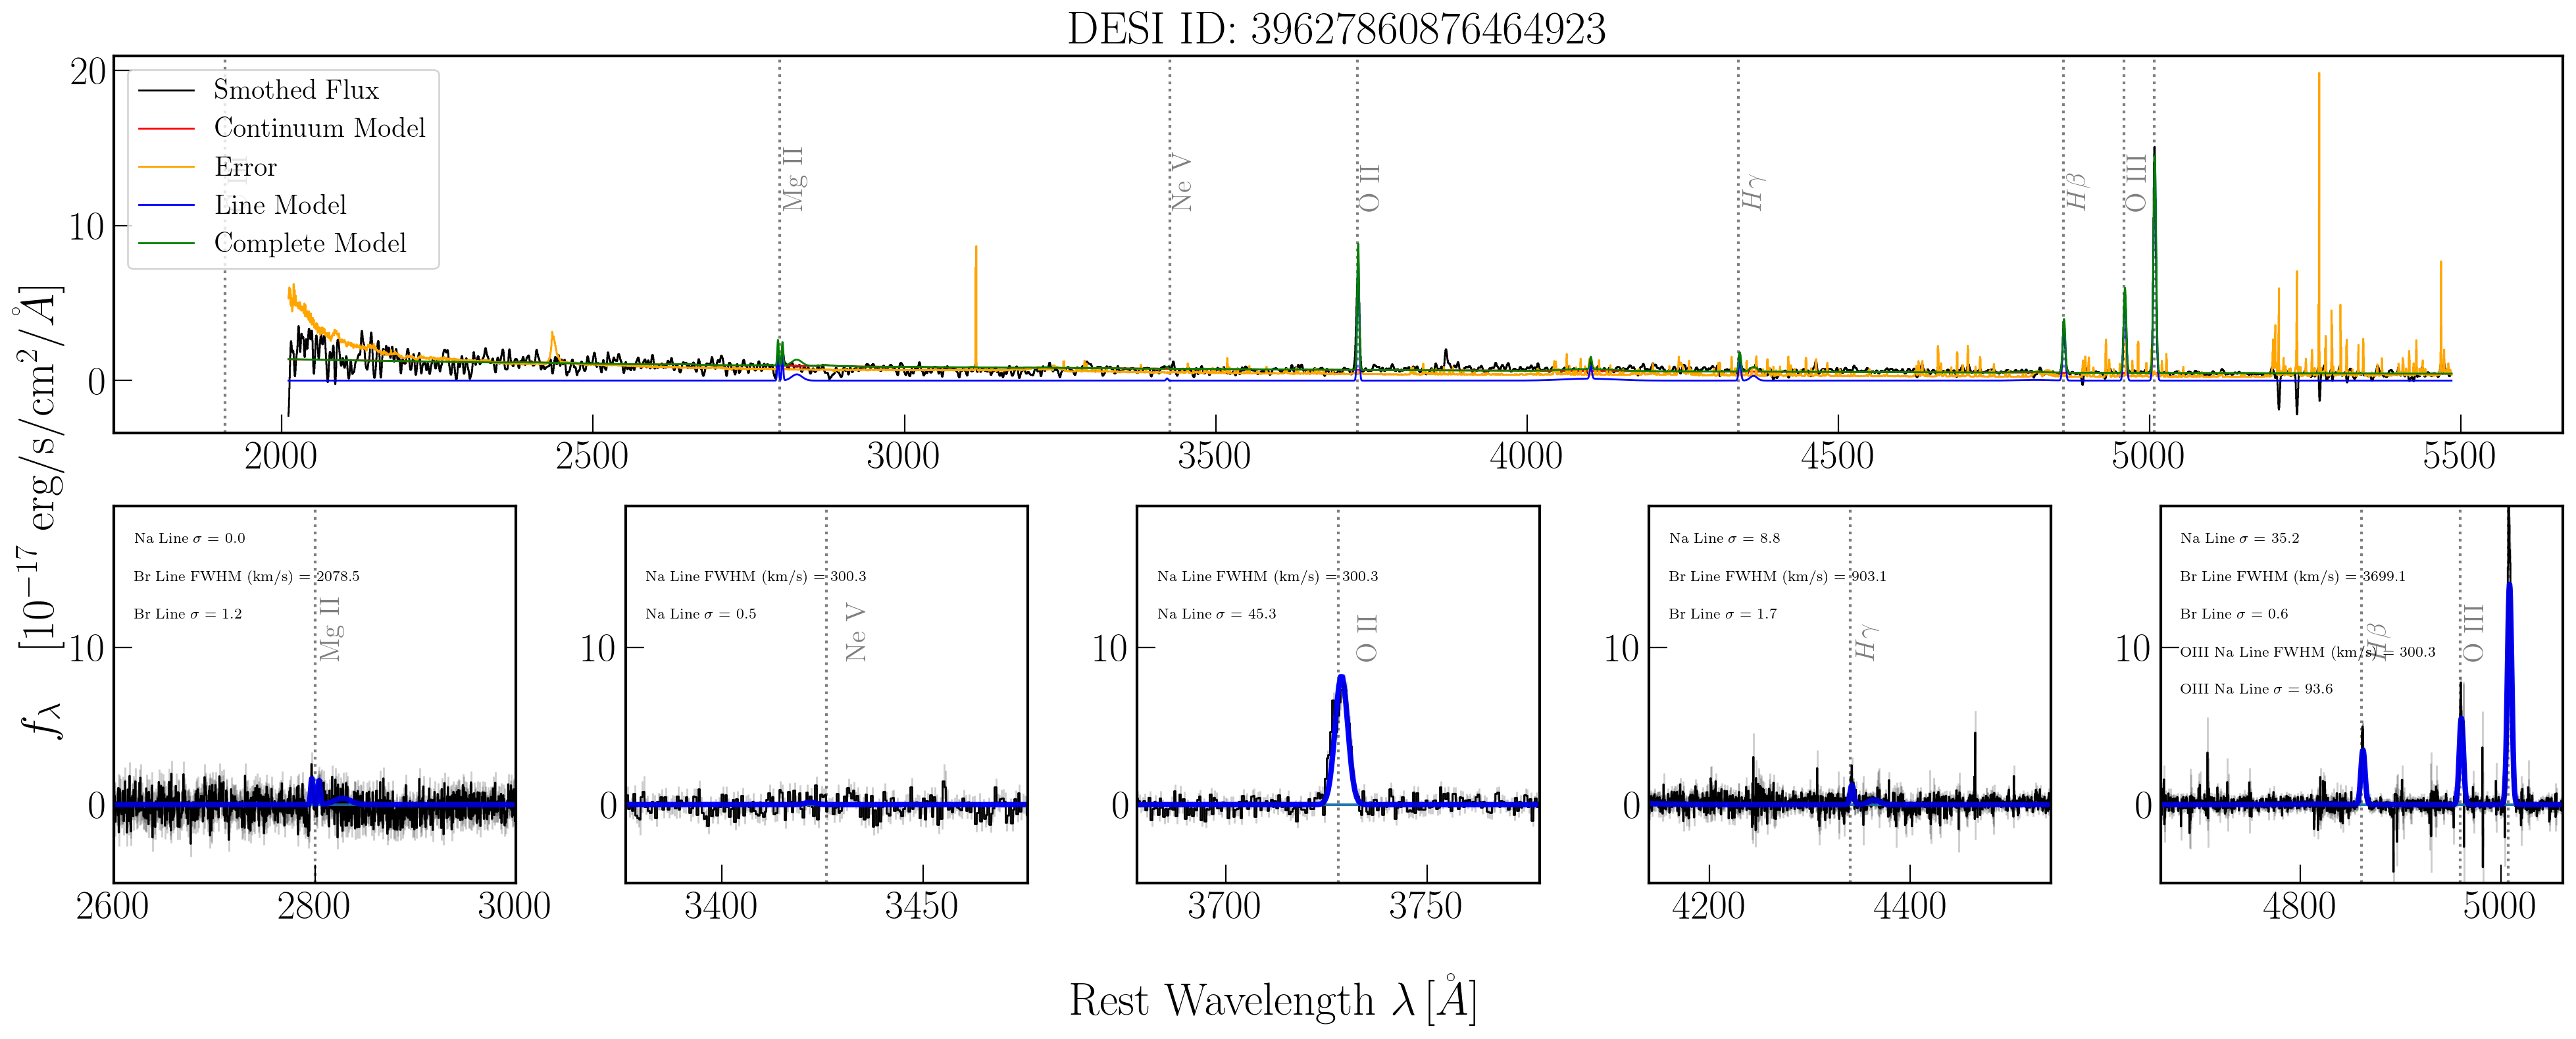 DESI ID: 39627860876464923
20
10
0
Smothed Flux
Continuum Model
Error
Line Model
Complete Model
Mg II
Ne V
O II
Hγ
Hβ
O III
2000 2500 3000 3500 4000 4500 5000 5500
f_λ [10^{-17} erg/s/cm^2/Å]
Na Line σ = 0.0
Br Line FWHM (km/s) = 2078.5
Br Line σ = 1.2
Mg II
10
0
2600 2800 3000
Na Line FWHM (km/s) = 300.3
Na Line σ = 0.5
Ne V
10
0
3400 3450
Na Line FWHM (km/s) = 300.3
Na Line σ = 45.3
O II
10
0
3700 3750
Na Line σ = 8.8
Br Line FWHM (km/s) = 903.1
Br Line σ = 1.7
Hγ
10
0
4200 4400
Na Line σ = 35.2
Br Line FWHM (km/s) = 3699.1
Br Line σ = 0.6
OIII Na Line FWHM (km/s) = 300.3
OIII Na Line σ = 93.6
Hβ
O III
10
0
4800 5000
Rest Wavelength λ [Å]